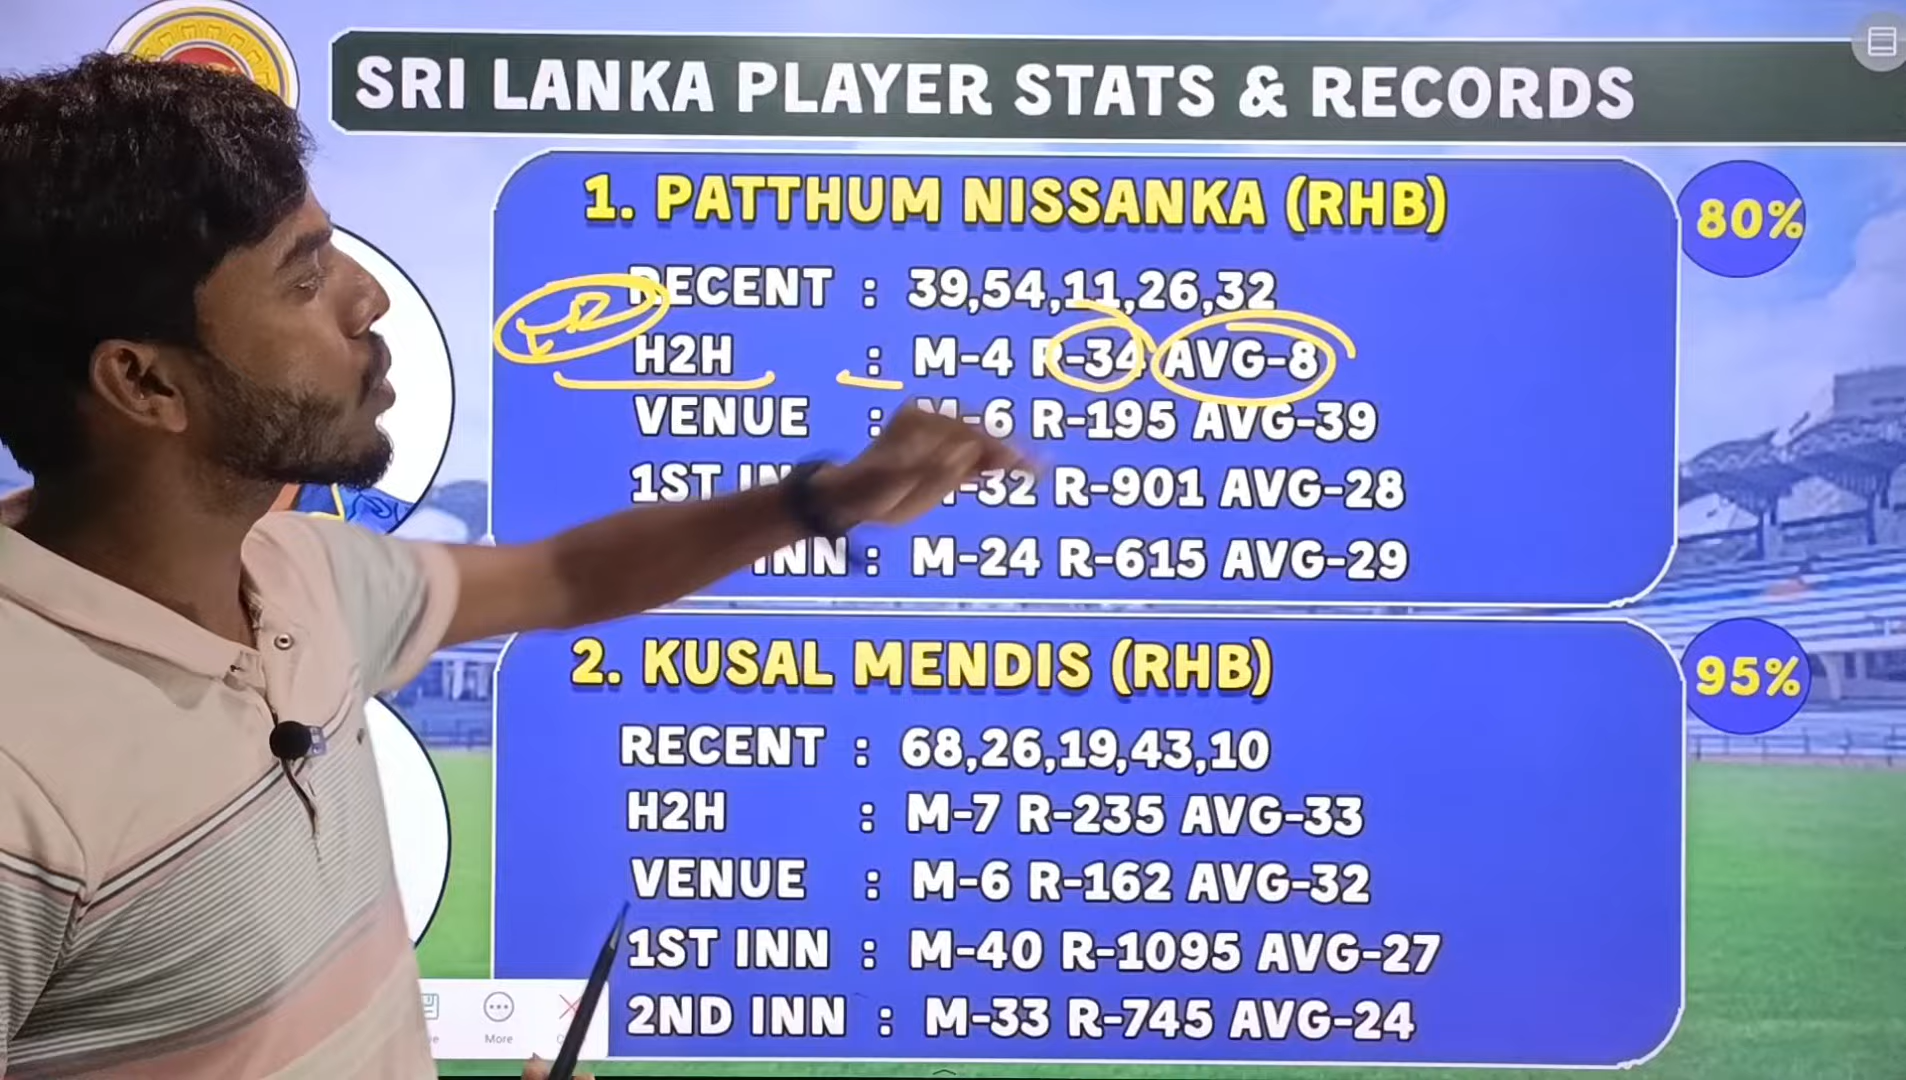 SRI LANKA PLAYER STATS & RECORDS
1. PATTHUM NISSANKA (RHB)
80%
RECENT : 39,54,11,26,32
H2H : M-4 R-34 AVG-8
VENUE : M-6 R-195 AVG-39
1ST INN -32 R-901 AVG-28
INN : M-24 R-615 AVG-29
2. KUSAL MENDIS (RHB)
95%
RECENT : 68,26,19,43,10
H2H : M-7 R-235 AVG-33
VENUE : M-6 R-162 AVG-32
1ST INN : M-40 R-1095 AVG-27
2ND INN : M-33 R-745 AVG-24
More